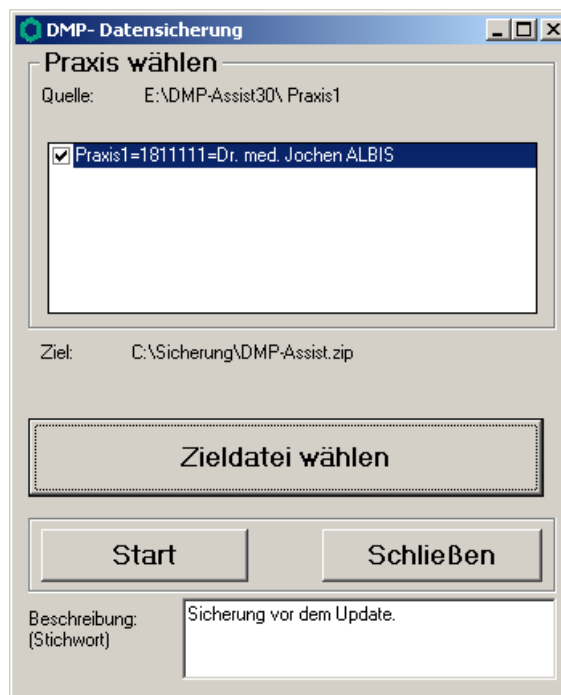 DMP- Datensicherung
Praxis wählen
Quelle: E:\DMP-Assist30\ Praxis1
Praxis1=1811111=Dr. med. Jochen ALBIS
Ziel: C:\Sicherung\DMP-Assist.zip
Zieldatei wählen
Start Schließen
Beschreibung: Sicherung vor dem Update.
(Stichwort)